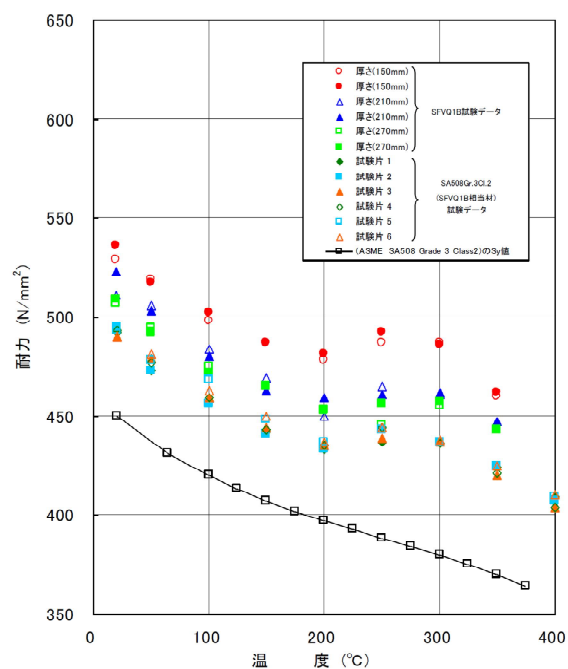 650
600
550
500
450
400
350
耐力 (N/mm²)
0
100
200
300
400
温 度(℃)
厚さ(150mm)
厚さ(150mm)
厚さ(210mm)
厚さ(210mm)
厚さ(270mm)
厚さ(270mm)
SFVQ1B試験データ
試験片 1
試験片 2
試験片 3
試験片 4
試験片 5
試験片 6
SA508Gr.3Cl.2
(SFVQ1B相当材)
試験データ
(ASME SA508 Grade 3 Class2)のSy値